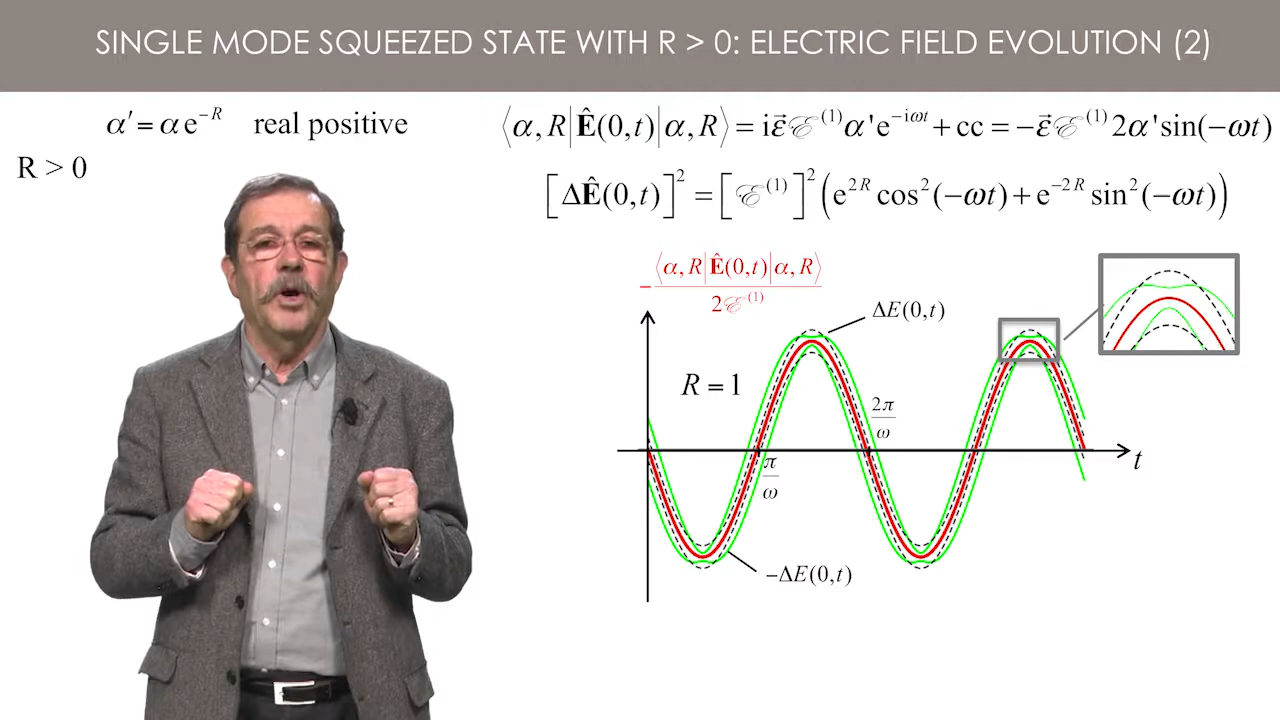 SINGLE MODE SQUEEZED STATE WITH R > 0: ELECTRIC FIELD EVOLUTION (2)
α′ = α e^{−R} real positive
R > 0
⟨α, R|Ê(0,t)|α, R⟩ = iε⃗ℰ^{(1)}α'e^{−iωt} + cc = −ε⃗ℰ^{(1)}2α'sin(−ωt)
[ΔÊ(0,t)]² = [ℰ^{(1)}]²(e^{2R} cos²(−ωt) + e^{−2R} sin²(−ωt))
−⟨α, R|Ê(0,t)|α, R⟩ / 2ℰ^{(1)}
ΔE(0,t)
R = 1
2π/ω
π/ω
t
−ΔE(0,t)